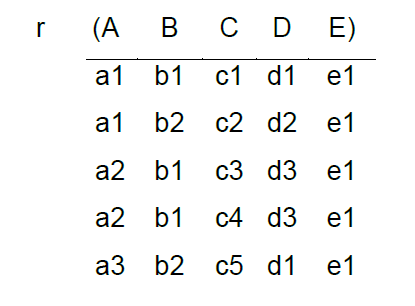 r (A B C D E)
a1 b1 c1 d1 e1
a1 b2 c2 d2 e1
a2 b1 c3 d3 e1
a2 b1 c4 d3 e1
a3 b2 c5 d1 e1